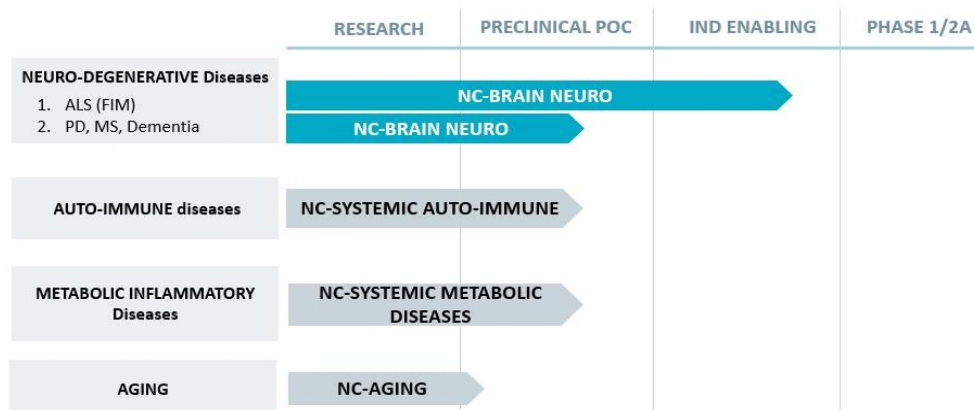 RESEARCH PRECLINICAL POC IND ENABLING PHASE 1/2A
NEURO-DEGENERATIVE Diseases
1. ALS (FIM)
2. PD, MS, Dementia
NC-BRAIN NEURO
NC-BRAIN NEURO
AUTO-IMMUNE diseases
NC-SYSTEMIC AUTO-IMMUNE
METABOLIC INFLAMMATORY
Diseases
NC-SYSTEMIC METABOLIC
DISEASES
AGING
NC-AGING